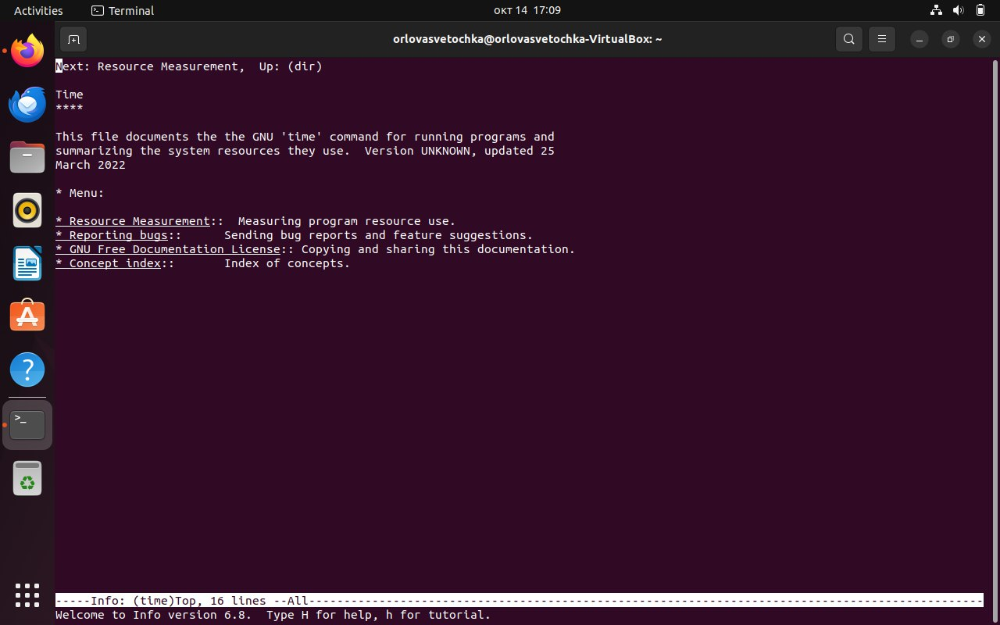 Activities Terminal окт 14 17:09
orlovasvetochka@orlovasvetochka-VirtualBox: ~
Next: Resource Measurement,  Up: (dir)
Time
****
This file documents the the GNU 'time' command for running programs and
summarizing the system resources they use.  Version UNKNOWN, updated 25
March 2022
* Menu:
* Resource Measurement::  Measuring program resource use.
* Reporting bugs::      Sending bug reports and feature suggestions.
* GNU Free Documentation License:: Copying and sharing this documentation.
* Concept index::       Index of concepts.
-----Info: (time)Top, 16 lines --All------------------------------------------------------------------------------------------------
Welcome to Info version 6.8.  Type H for help, h for tutorial.